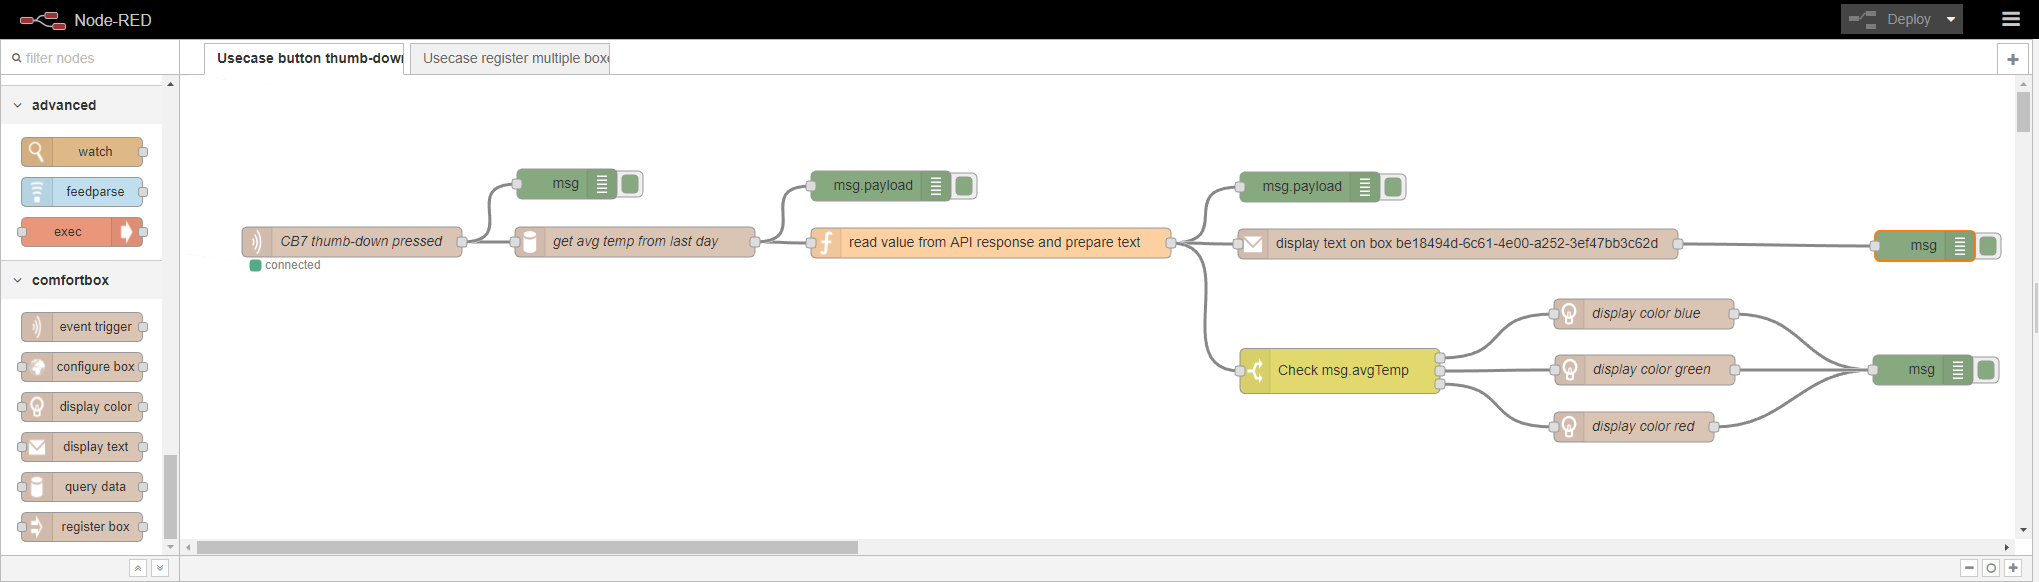 Node-RED
Deploy
filter nodes
Usecase button thumb-down
Usecase register multiple boxe
advanced
watch
feedparse
exec
comfortbox
event trigger
configure box
display color
display text
query data
register box
msg
msg.payload
msg.payload
CB7 thumb-down pressed
connected
get avg temp from last day
read value from API response and prepare text
display text on box be18494d-6c61-4e00-a252-3ef47bb3c62d
msg
display color blue
Check msg.avgTemp
display color green
msg
display color red